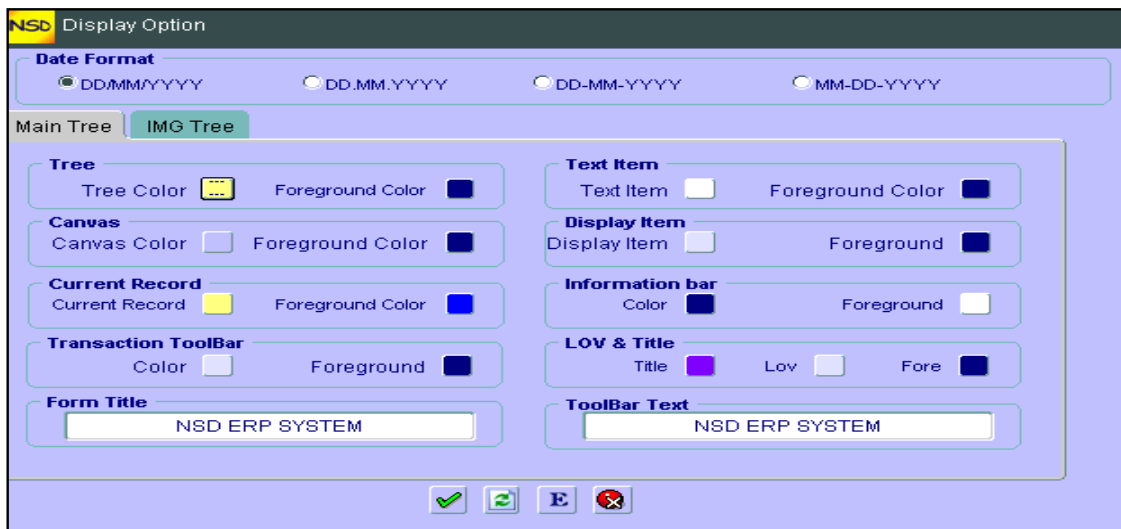 NSD Display Option
Date Format
DD/MM/YYYY DD.MM.YYYY DD-MM-YYYY MM-DD-YYYY
Main Tree IMG Tree
Tree Text Item
Tree Color ... Foreground Color Text Item Foreground Color
Canvas Display Item
Canvas Color Foreground Color Display Item Foreground
Current Record Information bar
Current Record Foreground Color Color Foreground
Transaction ToolBar LOV & Title
Color Foreground Title Lov Fore
Form Title ToolBar Text
NSD ERP SYSTEM NSD ERP SYSTEM
E